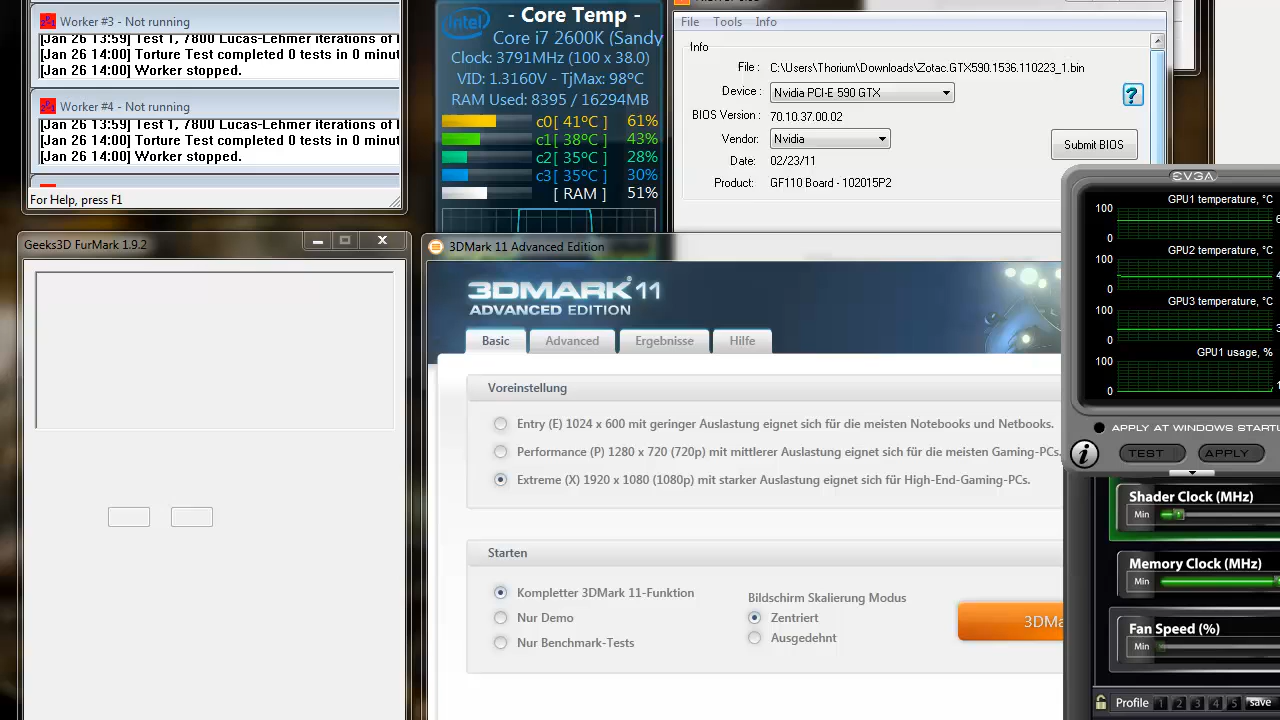 Worker #3 - Not running
[Jan 26 13:59] Test 1, 7800 Lucas-Lehmer iterations of
[Jan 26 14:00] Torture Test completed 0 tests in 0 minut
[Jan 26 14:00] Worker stopped.
Worker #4 - Not running
[Jan 26 13:59] Test 1, 7800 Lucas-Lehmer iterations of
[Jan 26 14:00] Torture Test completed 0 tests in 0 minut
[Jan 26 14:00] Worker stopped.
For Help, press F1
intel
- Core Temp -
Core i7 2600K (Sandy
Clock: 3791MHz (100 x 38.0)
VID: 1.3160V - TjMax: 98°C
RAM Used: 8395 / 16294MB
c0[ 41°C ] 61%
c1[ 38°C ] 43%
c2[ 35°C ] 28%
c3[ 35°C ] 30%
[ RAM ] 51%
File Tools Info
Info
File : C:\Users\Thorium\Downloads\Zotac.GTX590.1536.110223_1.bin
Device : Nvidia PCI-E 590 GTX
?
BIOS Version : 70.10.37.00.02
Vendor: Nvidia
Submit BIOS
Date: 02/23/11
Product: GF110 Board - 102015P2
EVGA
GPU1 temperature, °C
100
0
GPU2 temperature, °C
100
0
GPU3 temperature, °C
100
0
GPU1 usage, %
100
0
APPLY AT WINDOWS STARTU
i
TEST APPLY
Shader Clock (MHz)
Min
Memory Clock (MHz)
Min
Fan Speed (%)
Min
Profile 1 2 3 4 5 save
Geeks3D FurMark 1.9.2
3DMark 11 Advanced Edition
3DMARK 11
ADVANCED EDITION
Basic Advanced Ergebnisse Hilfe
Voreinstellung
Entry (E) 1024 x 600 mit geringer Auslastung eignet sich für die meisten Notebooks und Netbooks.
Performance (P) 1280 x 720 (720p) mit mittlerer Auslastung eignet sich für die meisten Gaming-PCs.
Extreme (X) 1920 x 1080 (1080p) mit starker Auslastung eignet sich für High-End-Gaming-PCs.
Starten
Kompletter 3DMark 11-Funktion
Nur Demo
Nur Benchmark-Tests
Bildschirm Skalierung Modus
Zentriert
Ausgedehnt
3DMa